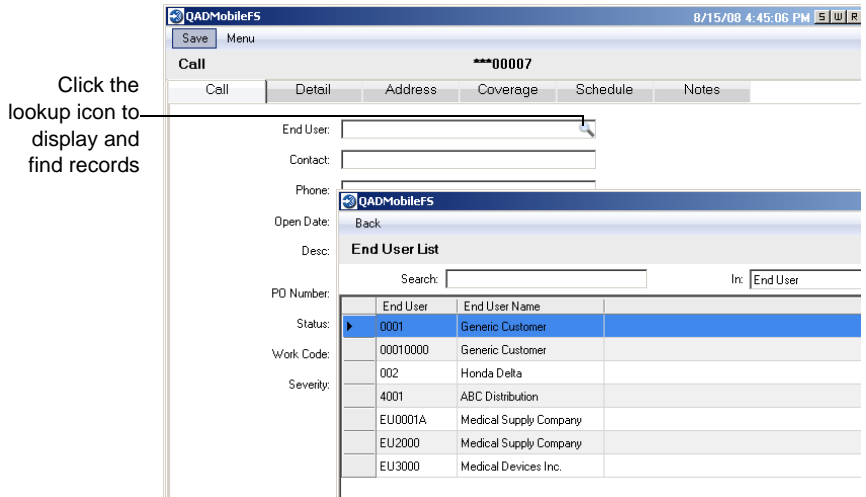 QADMobileFS 8/15/08 4:45:06 PM S W R
Save Menu
Call ***00007
Call Detail Address Coverage Schedule Notes
Click the
lookup icon to
display and
find records
End User:
Contact:
Phone:
Open Date:
Desc:
PO Number:
Status:
Work Code:
Severity:
QADMobileFS
Back
End User List
Search: In: End User
End User End User Name
0001 Generic Customer
00010000 Generic Customer
002 Honda Delta
4001 ABC Distribution
EU0001A Medical Supply Company
EU2000 Medical Supply Company
EU3000 Medical Devices Inc.